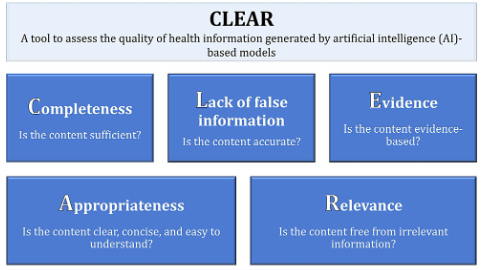 CLEAR
A tool to assess the quality of health information generated by artificial intelligence (AI)-
based models
Completeness
Is the content sufficient?
Lack of false
information
Is the content accurate?
Evidence
Is the content evidence-
based?
Appropriateness
Is the content clear, concise, and easy to
understand?
Relevance
Is the content free from irrelevant
information?